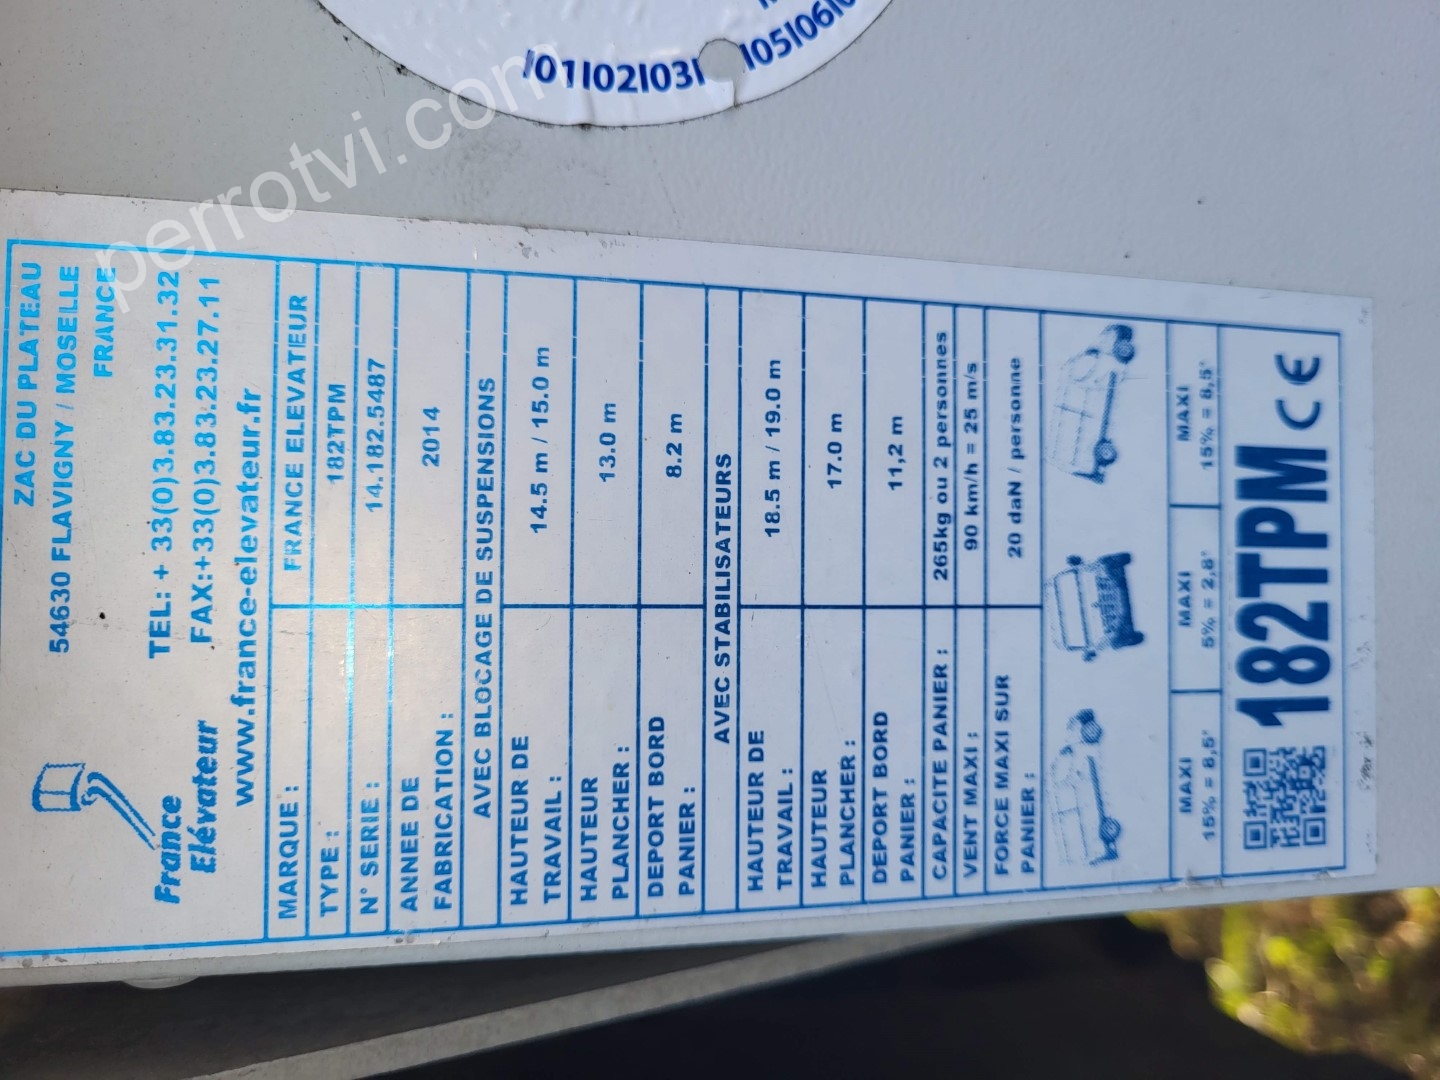 |01|02|03|
|05|06|
perrotvi.com
France
Elévateur
ZAC DU PLATEAU
54630 FLAVIGNY / MOSELLE
FRANCE
TEL: + 33(0)3.83.23.31.32
FAX:+33(0)3.83.23.27.11
www.france-elevateur.fr
MARQUE : FRANCE ELEVATEUR
TYPE : 182TPM
N° SERIE : 14.182.5487
ANNEE DE
FABRICATION : 2014
AVEC BLOCAGE DE SUSPENSIONS
HAUTEUR DE
TRAVAIL : 14.5 m / 15.0 m
HAUTEUR
PLANCHER : 13.0 m
DEPORT BORD
PANIER : 8.2 m
AVEC STABILISATEURS
HAUTEUR DE
TRAVAIL : 18.5 m / 19.0 m
HAUTEUR
PLANCHER : 17.0 m
DEPORT BORD
PANIER : 11,2 m
CAPACITE PANIER : 265kg ou 2 personnes
VENT MAXI : 90 km/h = 25 m/s
FORCE MAXI SUR
PANIER : 20 daN / personne
MAXI MAXI MAXI
15% = 8,5° 5% = 2,8° 15% = 8,5°
182TPM CE